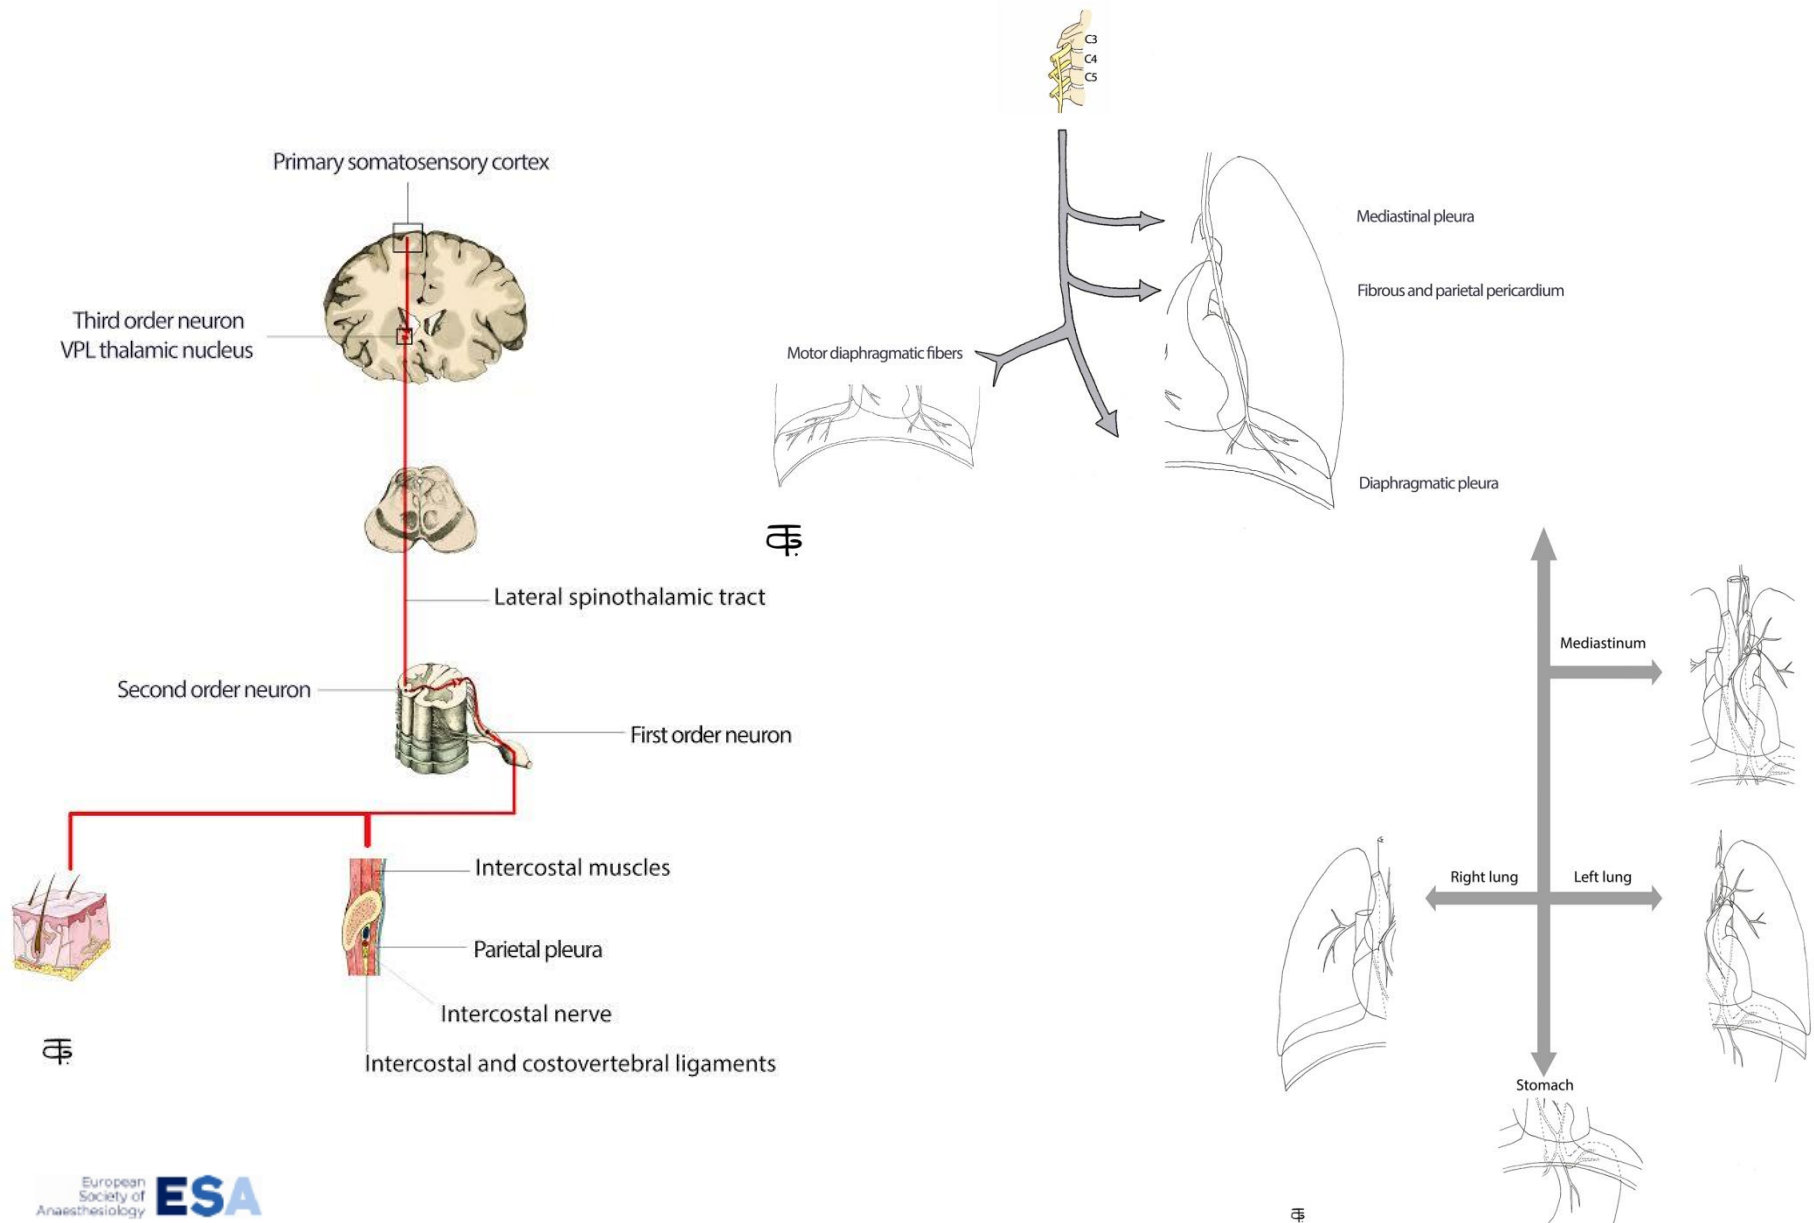 C3
C4
C5
Primary somatosensory cortex
Third order neuron
VPL thalamic nucleus
Lateral spinothalamic tract
Second order neuron
First order neuron
Intercostal muscles
Parietal pleura
Intercostal nerve
Intercostal and costovertebral ligaments
Mediastinal pleura
Fibrous and parietal pericardium
Motor diaphragmatic fibers
Diaphragmatic pleura
Mediastinum
Right lung
Left lung
Stomach
European
Society of
Anaesthesiology
ESA